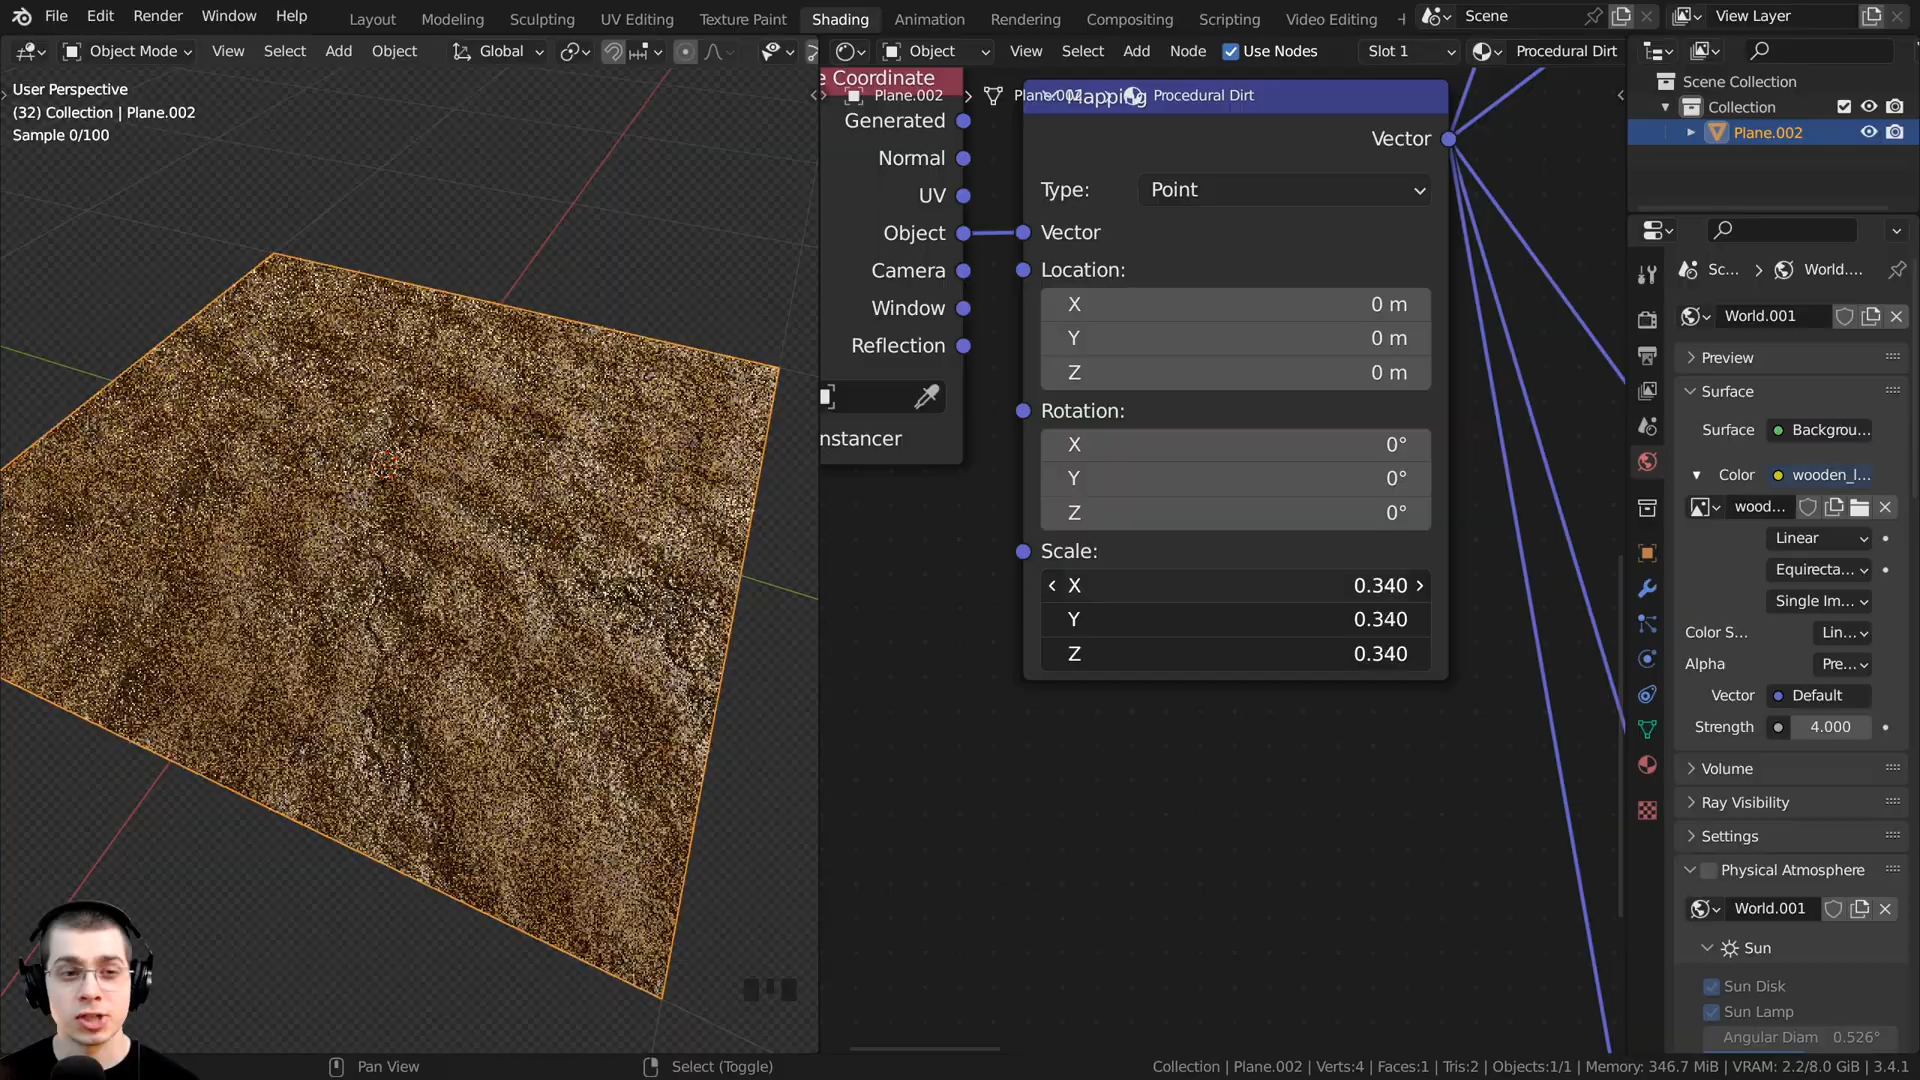 File Edit Render Window Help
Layout Modeling Sculpting UV Editing Texture Paint Shading Animation Rendering Compositing Scripting Video Editing
Scene
View Layer
Object Mode View Select Add Object Global
Object View Select Add Node Use Nodes Slot 1 Procedural Dirt
User Perspective
(32) Collection | Plane.002
Sample 0/100
e Coordinate
Plane.002 Plane.002 Procedural Dirt
Mapping
Generated
Normal
UV
Object
Camera
Window
Reflection
nstancer
Vector
Type: Point
Vector
Location:
X 0 m
Y 0 m
Z 0 m
Rotation:
X 0°
Y 0°
Z 0°
Scale:
X 0.340
Y 0.340
Z 0.340
Scene Collection
Collection
Plane.002
Sc... World....
World.001
Preview
Surface
Surface Backgrou...
Color wooden_l...
wood...
Linear
Equirecta...
Single Im...
Color S... Lin...
Alpha Pre...
Vector Default
Strength 4.000
Volume
Ray Visibility
Settings
Physical Atmosphere
World.001
Sun
Sun Disk
Sun Lamp
Angular Diam 0.526°
Pan View
Select (Toggle)
Collection | Plane.002 | Verts:4 | Faces:1 | Tris:2 | Objects:1/1 | Memory: 346.7 MiB | VRAM: 2.2/8.0 GiB | 3.4.1